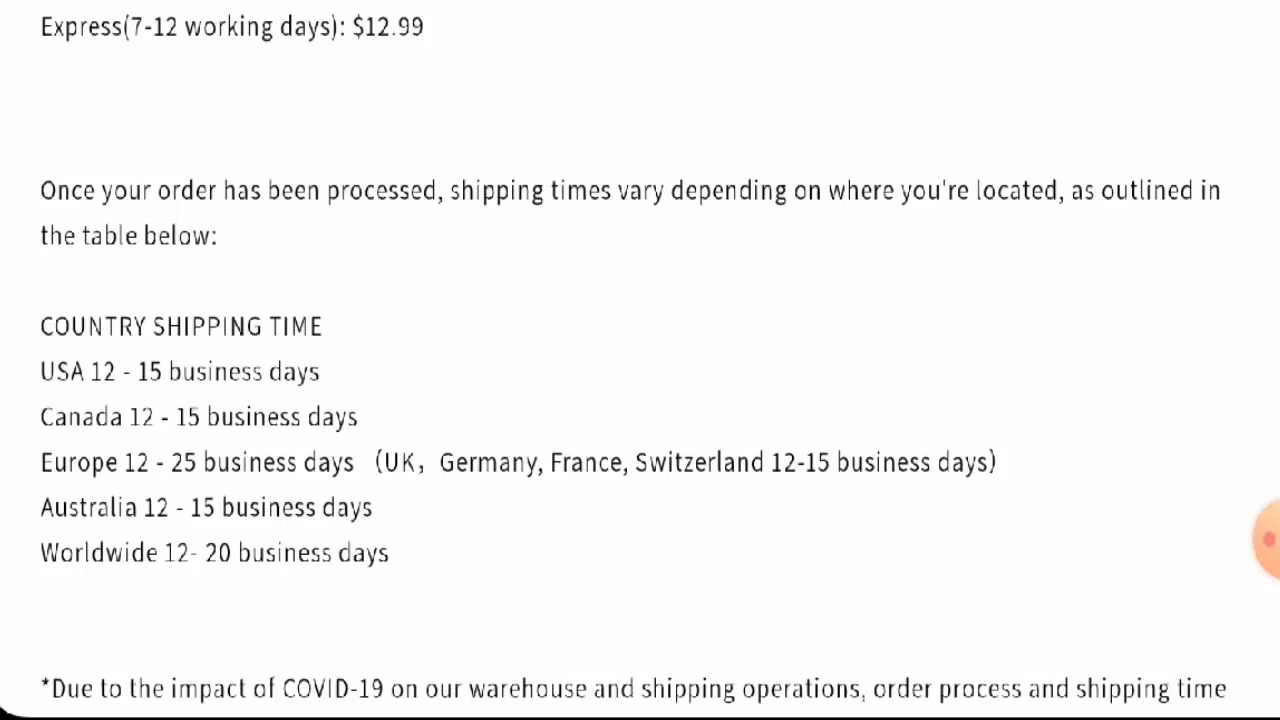 Express(7-12 working days): $12.99
Once your order has been processed, shipping times vary depending on where you're located, as outlined in
the table below:
COUNTRY SHIPPING TIME
USA 12 - 15 business days
Canada 12 - 15 business days
Europe 12 - 25 business days （UK，Germany, France, Switzerland 12-15 business days)
Australia 12 - 15 business days
Worldwide 12- 20 business days
*Due to the impact of COVID-19 on our warehouse and shipping operations, order process and shipping time